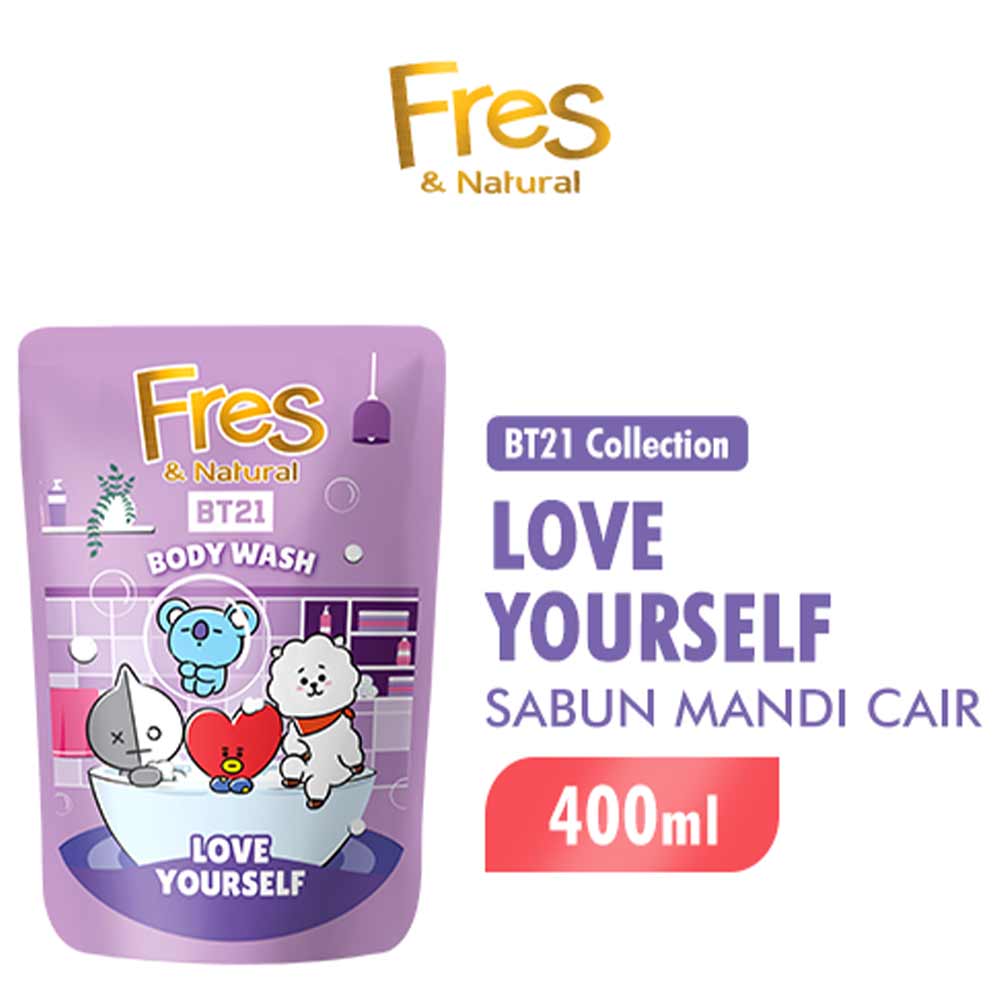 Fres
& Natural
Fres
& Natural
BT21
BODY WASH
LOVE
YOURSELF
BT21 Collection
LOVE
YOURSELF
SABUN MANDI CAIR
400ml